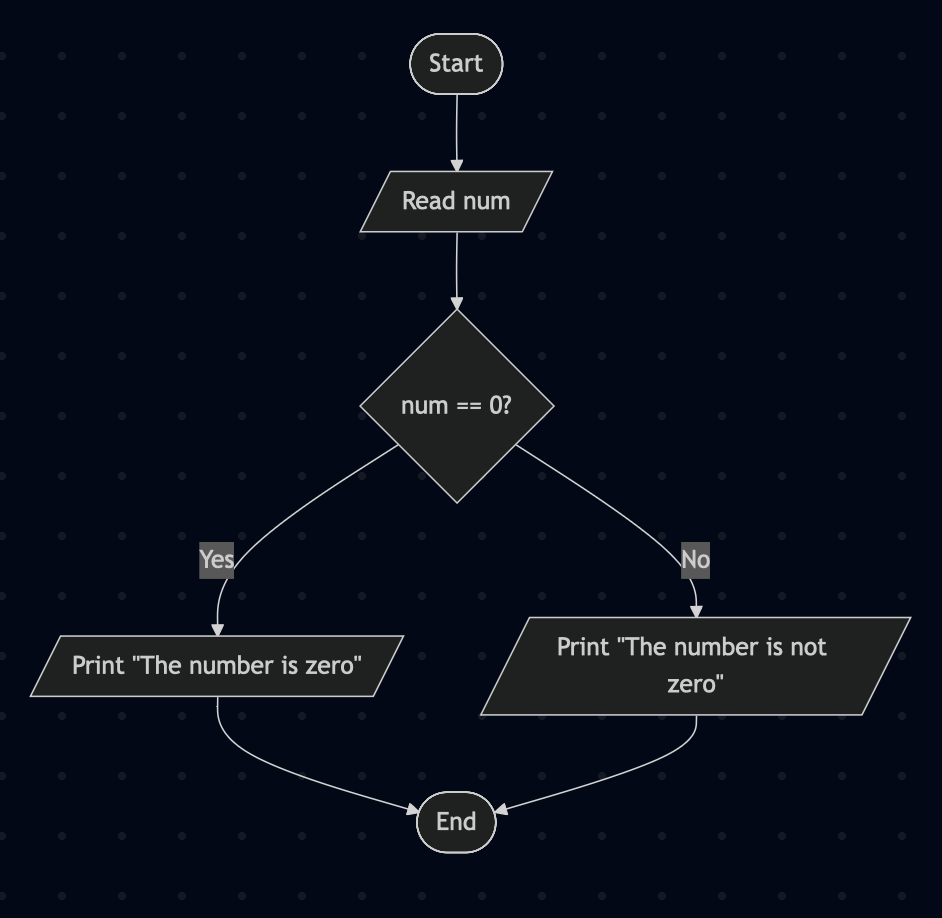 Start
Read num
num == 0?
Yes
No
Print "The number is zero"
Print "The number is not
zero"
End